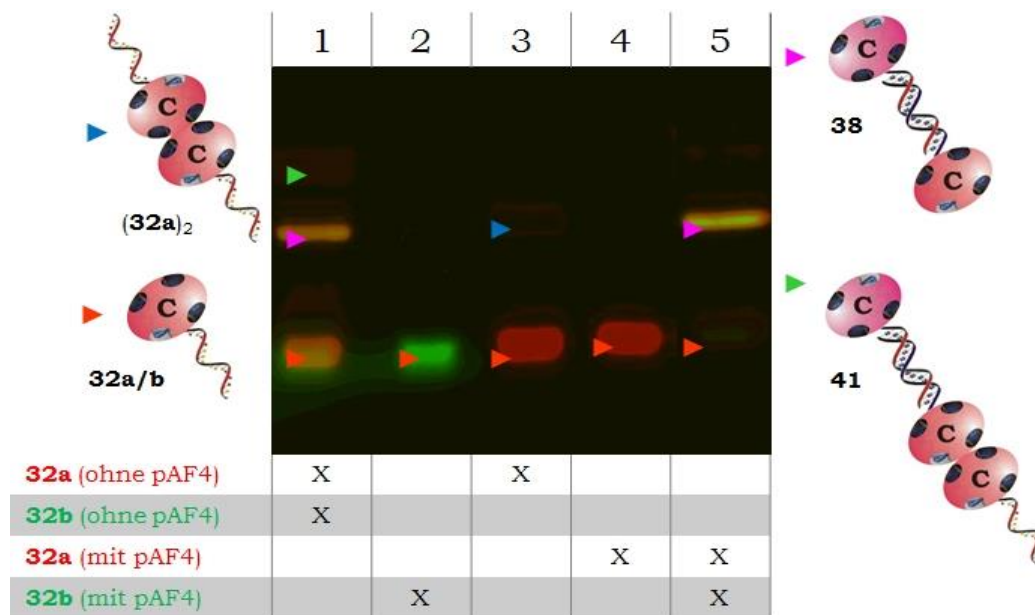 1 2 3 4 5
C
C
(32a)2
C
32a/b
C
38
C
C
41
C
C
32a (ohne pAF4) X X
32b (ohne pAF4) X
32a (mit pAF4) X X
32b (mit pAF4) X X